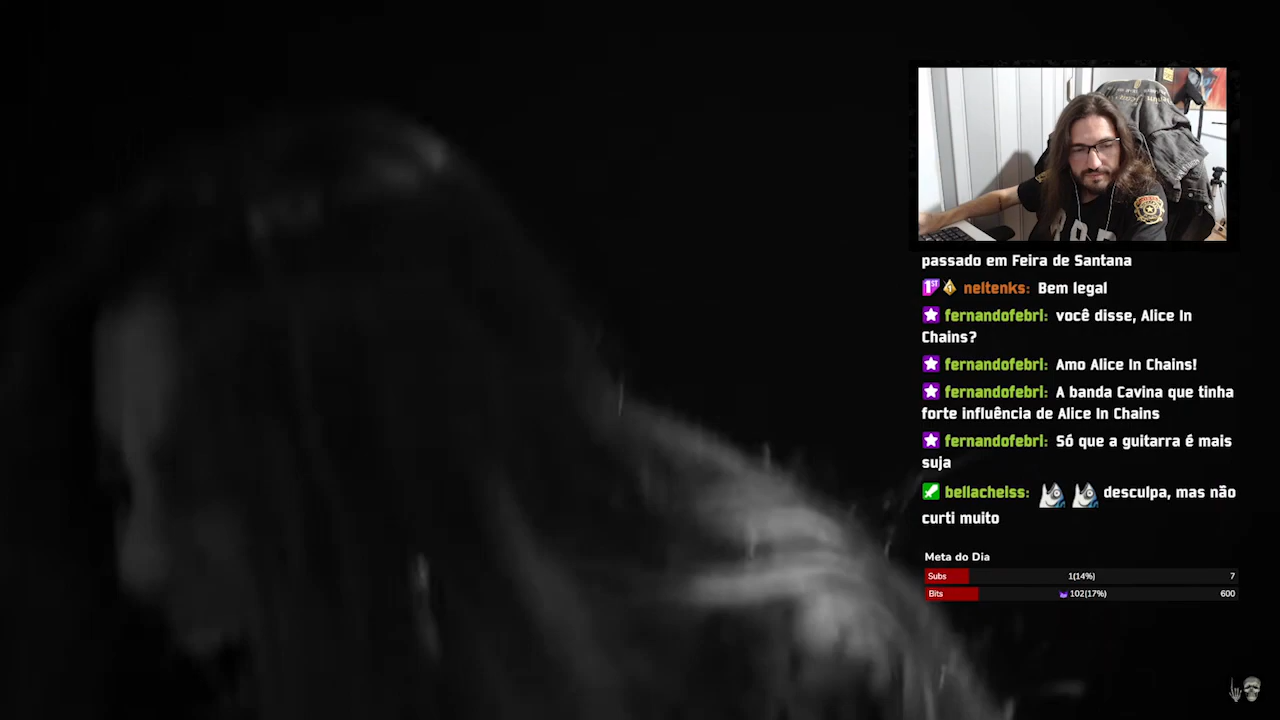 passado em Feira de Santana
1ST neltenks: Bem legal
fernandofebrl: você disse, Alice In
Chains?
fernandofebrl: Amo Alice In Chains!
fernandofebrl: A banda Cavina que tinha
forte influência de Alice In Chains
fernandofebrl: Só que a guitarra é mais
suja
bellacheiss: desculpa, mas não
curti muito
Meta do Dia
Subs 1(14%) 7
Bits 102(17%) 600